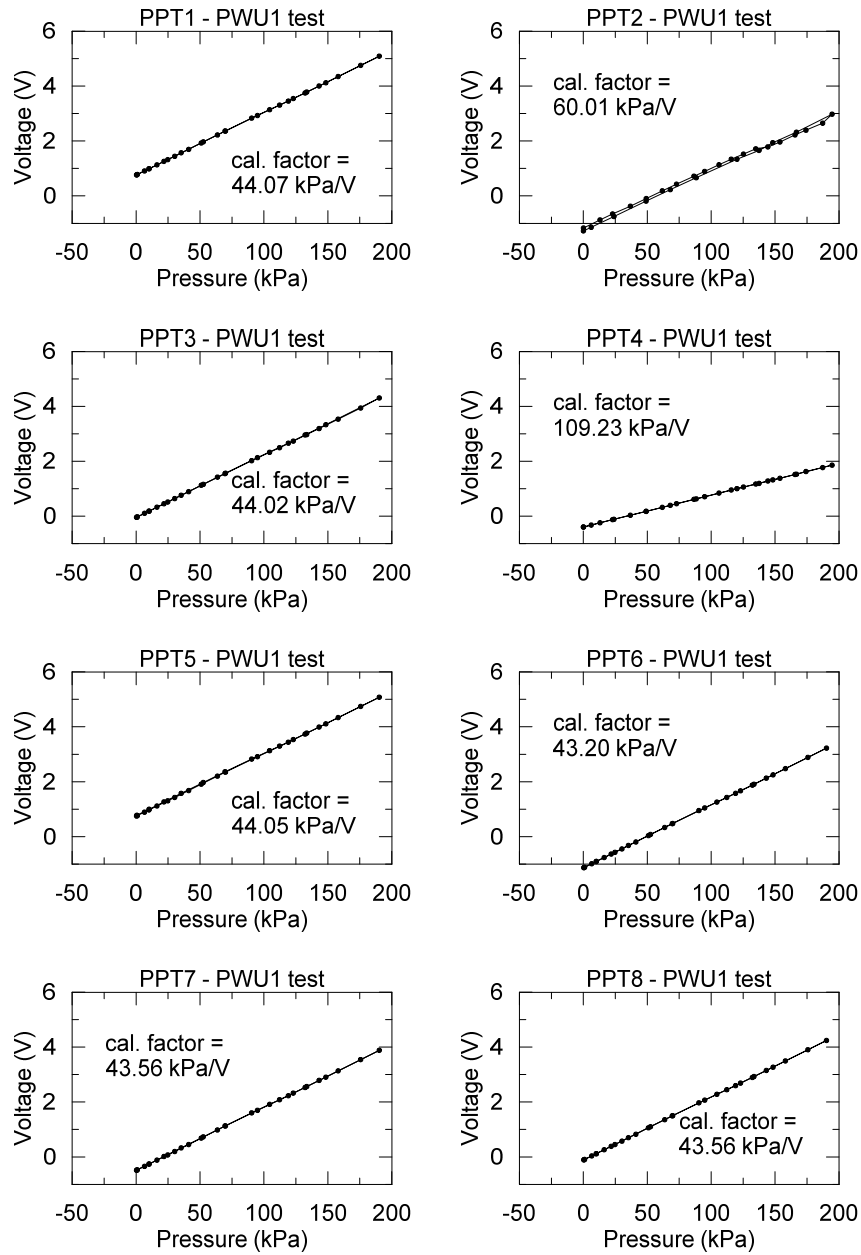 PPT1 - PWU1 test
6
4
2
0
Voltage (V)
cal. factor =
44.07 kPa/V
-50 0 50 100 150 200
Pressure (kPa)
PPT2 - PWU1 test
6
4
2
0
Voltage (V)
cal. factor =
60.01 kPa/V
-50 0 50 100 150 200
Pressure (kPa)
PPT3 - PWU1 test
6
4
2
0
Voltage (V)
cal. factor =
44.02 kPa/V
-50 0 50 100 150 200
Pressure (kPa)
PPT4 - PWU1 test
6
4
2
0
Voltage (V)
cal. factor =
109.23 kPa/V
-50 0 50 100 150 200
Pressure (kPa)
PPT5 - PWU1 test
6
4
2
0
Voltage (V)
cal. factor =
44.05 kPa/V
-50 0 50 100 150 200
Pressure (kPa)
PPT6 - PWU1 test
6
4
2
0
Voltage (V)
cal. factor =
43.20 kPa/V
-50 0 50 100 150 200
Pressure (kPa)
PPT7 - PWU1 test
6
4
2
0
Voltage (V)
cal. factor =
43.56 kPa/V
-50 0 50 100 150 200
Pressure (kPa)
PPT8 - PWU1 test
6
4
2
0
Voltage (V)
cal. factor =
43.56 kPa/V
-50 0 50 100 150 200
Pressure (kPa)